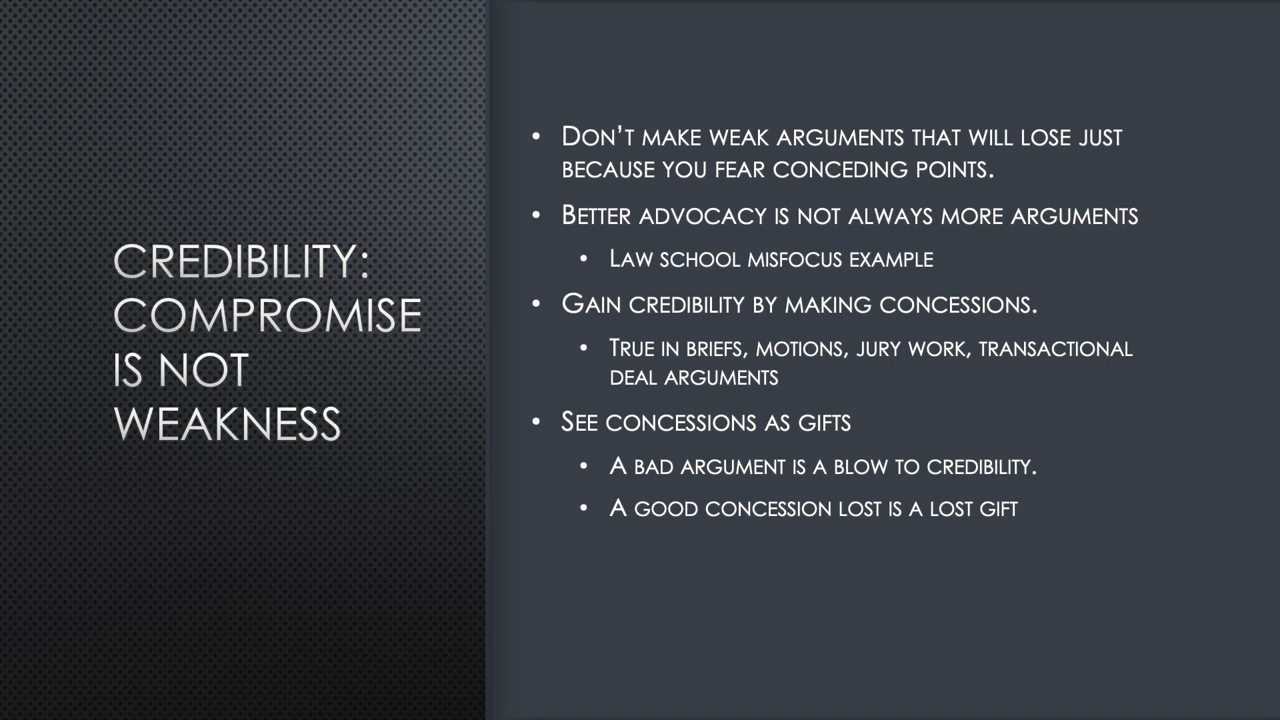 CREDIBILITY:
COMPROMISE
IS NOT
WEAKNESS
• DON'T MAKE WEAK ARGUMENTS THAT WILL LOSE JUST
BECAUSE YOU FEAR CONCEDING POINTS.
• BETTER ADVOCACY IS NOT ALWAYS MORE ARGUMENTS
• LAW SCHOOL MISFOCUS EXAMPLE
• GAIN CREDIBILITY BY MAKING CONCESSIONS.
• TRUE IN BRIEFS, MOTIONS, JURY WORK, TRANSACTIONAL
DEAL ARGUMENTS
• SEE CONCESSIONS AS GIFTS
• A BAD ARGUMENT IS A BLOW TO CREDIBILITY.
• A GOOD CONCESSION LOST IS A LOST GIFT